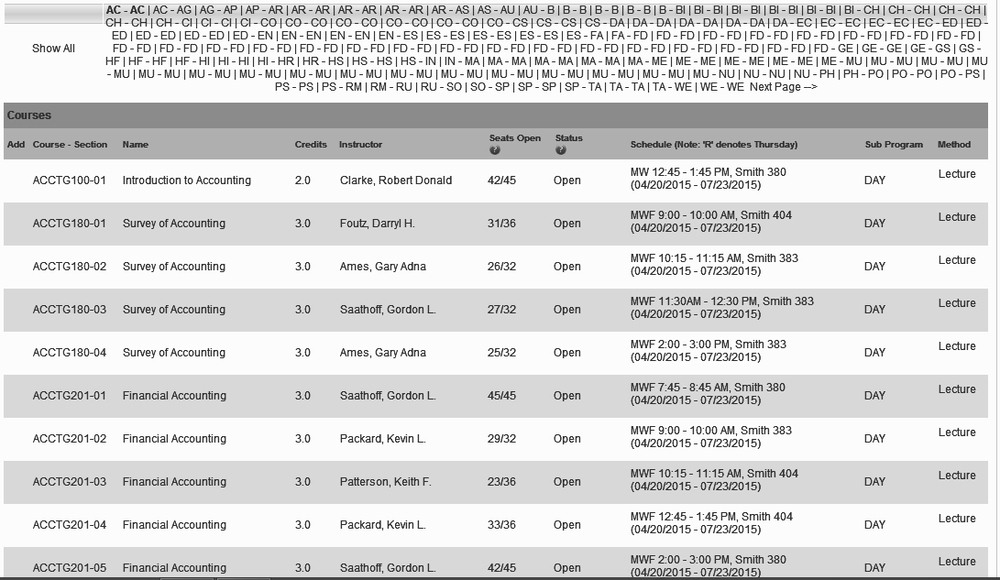 AC - AC | AC - AG | AG - AP | AP - AR | AR - AR | AR - AR | AR - AR | AR - AS | AS - AU | AU - B | B - B | B - B | B - B | B - BI | BI - BI | BI - BI | BI - BI | BI - CH | CH - CH | CH - CH |
CH - CH | CH - CI | CI - CI | CI - CO | CO - CO | CO - CO | CO - CO | CO - CO | CO - CS | CS - CS | CS - DA | DA - DA | DA - DA | DA - DA | DA - EC | EC - EC | EC - EC | EC - ED | ED -
ED | ED - ED | ED - ED | ED - EN | EN - EN | EN - EN | EN - ES | ES - ES | ES - ES | ES - ES | ES - FA | FA - FD | FD - FD | FD - FD | FD - FD | FD - FD | FD - FD | FD - FD | FD - FD |
Show All
FD - FD | FD - FD | FD - FD | FD - FD | FD - FD | FD - FD | FD - FD | FD - FD | FD - FD | FD - FD | FD - FD | FD - FD | FD - FD | FD - FD | FD - FD | FD - GE | GE - GE | GE - GS | GS -
HF | HF - HF | HF - HI | HI - HI | HI - HR | HR - HS | HS - HS | HS - IN | IN - MA | MA - MA | MA - MA | MA - MA | MA - ME | ME - ME | ME - ME | ME - ME | ME - MU | MU - MU | MU - MU | MU
- MU | MU - MU | MU - MU | MU - MU | MU - MU | MU - MU | MU - MU | MU - MU | MU - MU | MU - MU | MU - MU | MU - MU | MU - NU | NU - NU | NU - PH | PH - PO | PO - PO | PO - PS |
PS - PS | PS - RM | RM - RU | RU - SO | SO - SP | SP - SP | SP - TA | TA - TA | TA - WE | WE - WE Next Page -->
Courses
Add Course - Section Name Credits Instructor Seats Open Status Schedule (Note: 'R' denotes Thursday) Sub Program Method
ACCTG100-01 Introduction to Accounting 2.0 Clarke, Robert Donald 42/45 Open MW 12:45 - 1:45 PM, Smith 380 DAY Lecture
(04/20/2015 - 07/23/2015)
ACCTG180-01 Survey of Accounting 3.0 Foutz, Darryl H. 31/36 Open MWF 9:00 - 10:00 AM, Smith 404 DAY Lecture
(04/20/2015 - 07/23/2015)
ACCTG180-02 Survey of Accounting 3.0 Ames, Gary Adna 26/32 Open MWF 10:15 - 11:15 AM, Smith 383 DAY Lecture
(04/20/2015 - 07/23/2015)
ACCTG180-03 Survey of Accounting 3.0 Saathoff, Gordon L. 27/32 Open MWF 11:30AM - 12:30 PM, Smith 383 DAY Lecture
(04/20/2015 - 07/23/2015)
ACCTG180-04 Survey of Accounting 3.0 Ames, Gary Adna 25/32 Open MWF 2:00 - 3:00 PM, Smith 383 DAY Lecture
(04/20/2015 - 07/23/2015)
ACCTG201-01 Financial Accounting 3.0 Saathoff, Gordon L. 45/45 Open MWF 7:45 - 8:45 AM, Smith 380 DAY Lecture
(04/20/2015 - 07/23/2015)
ACCTG201-02 Financial Accounting 3.0 Packard, Kevin L. 29/32 Open MWF 9:00 - 10:00 AM, Smith 383 DAY Lecture
(04/20/2015 - 07/23/2015)
ACCTG201-03 Financial Accounting 3.0 Patterson, Keith F. 23/36 Open MWF 10:15 - 11:15 AM, Smith 404 DAY Lecture
(04/20/2015 - 07/23/2015)
ACCTG201-04 Financial Accounting 3.0 Packard, Kevin L. 33/36 Open MWF 12:45 - 1:45 PM, Smith 404 DAY Lecture
(04/20/2015 - 07/23/2015)
ACCTG201-05 Financial Accounting 3.0 Saathoff, Gordon L. 42/45 Open MWF 2:00 - 3:00 PM, Smith 380 DAY Lecture
(04/20/2015 - 07/23/2015)